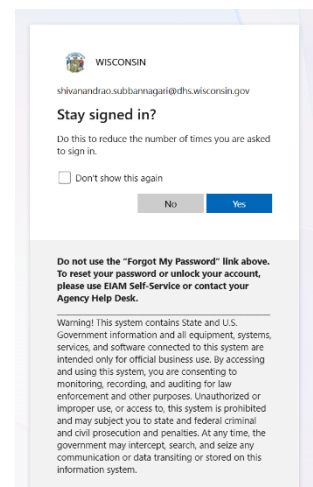 WISCONSIN
shivanandrao.subbannagari@dhs.wisconsin.gov
Stay signed in?
Do this to reduce the number of times you are asked
to sign in.
Don't show this again
No
Yes
Do not use the "Forgot My Password" link above.
To reset your password or unlock your account,
please use EIAM Self-Service or contact your
Agency Help Desk.
Warning! This system contains State and U.S.
Government information and all equipment, systems,
services, and software connected to this system are
intended only for official business use. By accessing
and using this system, you are consenting to
monitoring, recording, and auditing for law
enforcement and other purposes. Unauthorized or
improper use, or access to, this system is prohibited
and may subject you to state and federal criminal
and civil prosecution and penalties. At any time, the
government may intercept, search, and seize any
communication or data transiting or stored on this
information system.